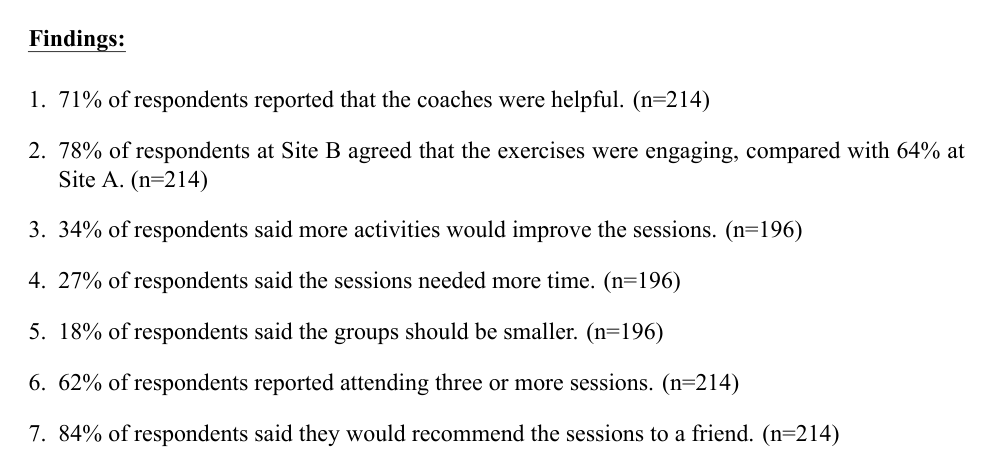 Findings:
1. 71% of respondents reported that the coaches were helpful. (n=214)
2. 78% of respondents at Site B agreed that the exercises were engaging, compared with 64% at
Site A. (n=214)
3. 34% of respondents said more activities would improve the sessions. (n=196)
4. 27% of respondents said the sessions needed more time. (n=196)
5. 18% of respondents said the groups should be smaller. (n=196)
6. 62% of respondents reported attending three or more sessions. (n=214)
7. 84% of respondents said they would recommend the sessions to a friend. (n=214)